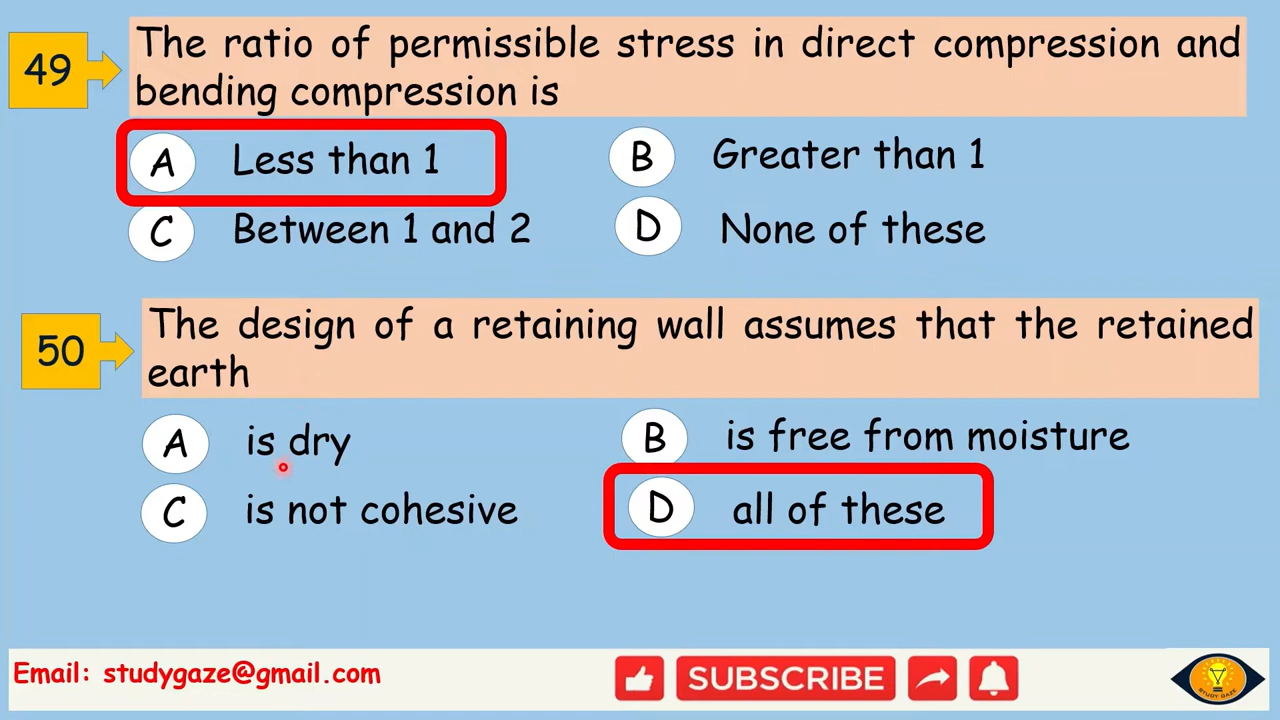 49
The ratio of permissible stress in direct compression and
bending compression is
A Less than 1
B Greater than 1
C Between 1 and 2
D None of these
50
The design of a retaining wall assumes that the retained
earth
A is dry
B is free from moisture
C is not cohesive
D all of these
Email: studygaze@gmail.com
SUBSCRIBE
STUDY GAZE